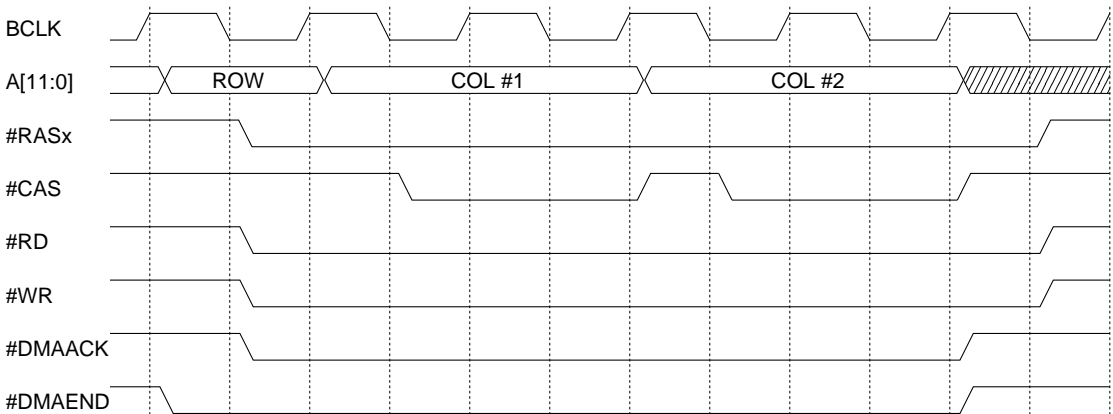 BCLK
A[11:0] ROW COL #1 COL #2
#RASx
#CAS
#RD
#WR
#DMAACK
#DMAEND